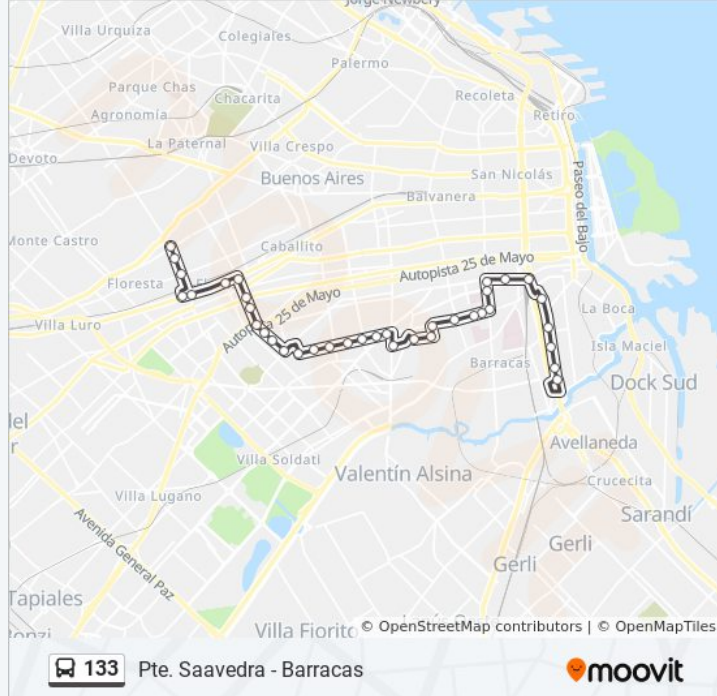 Jorge Newbery
Villa Urquiza
Colegiales
Palermo
Parque Chas
Chacarita
Recoleta
Agronomía
Retiro
La Paternal
Villa Crespo
Devoto
San Nicolás
Buenos Aires
Paseo del Bajo
Balvanera
Monte Castro
Caballito
Autopista 25 de Mayo
Floresta
Autopista 25 de Mayo
La Boca
Villa Luro
Isla Maciel
Barracas
Dock Sud
del
Avellaneda
Villa Soldati
Valentín Alsina
Crucecita
Villa Lugano
Sarandí
Avenida General Paz
Gerli
Gerli
Tapiales
Villa Fiorito
© OpenStreetMap contributors | © OpenMapTiles
133 Pte. Saavedra - Barracas
moovit